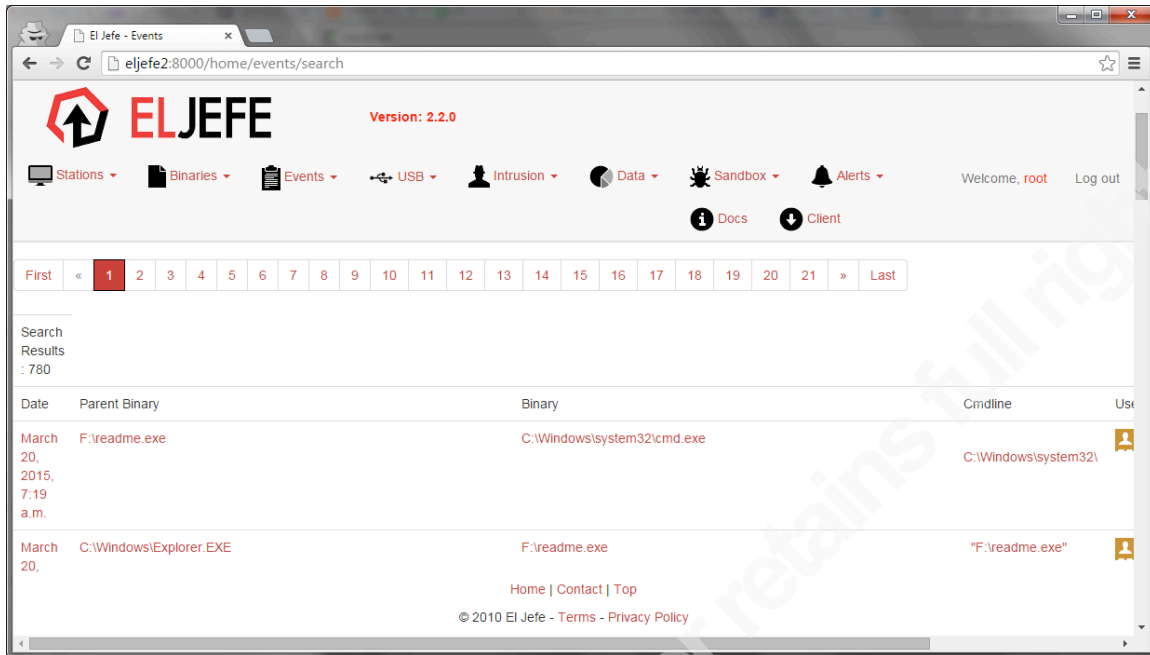 El Jefe - Events
eljefe2:8000/home/events/search
ELJEFE
Version: 2.2.0
Stations
Binaries
Events
USB
Intrusion
Data
Sandbox
Alerts
Welcome, root
Log out
Docs
Client
First « 1 2 3 4 5 6 7 8 9 10 11 12 13 14 15 16 17 18 19 20 21 » Last
Search
Results
: 780
Date Parent Binary Binary Cmdline Use
March
20,
2015,
7:19
a.m.
F:\readme.exe
C:\Windows\system32\cmd.exe
C:\Windows\system32\
March
20,
C:\Windows\Explorer.EXE
F:\readme.exe
"F:\readme.exe"
Home | Contact | Top
© 2010 El Jefe - Terms - Privacy Policy
r retains full righ